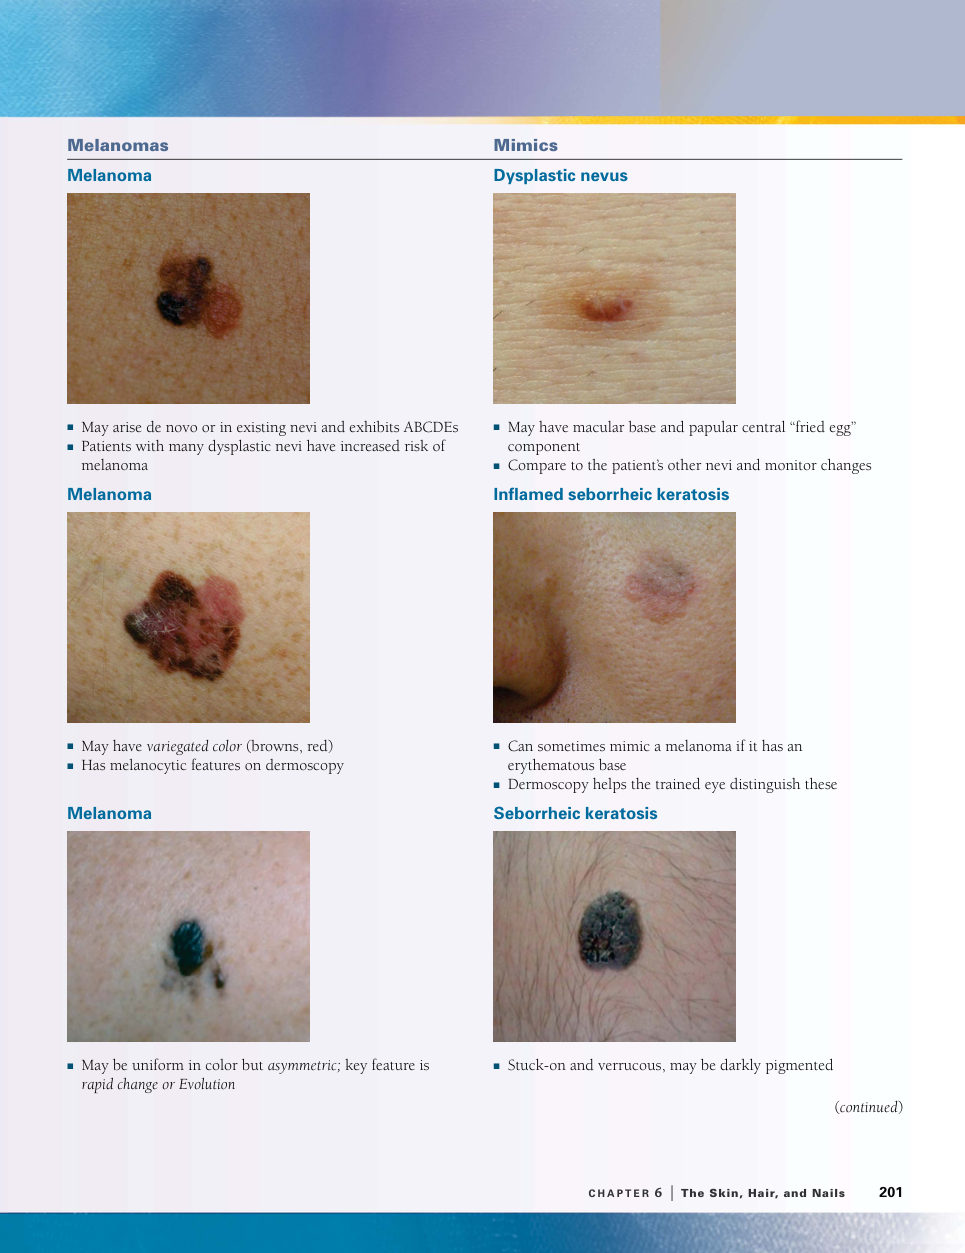 Melanomas
Mimics
Melanoma
Dysplastic nevus
■ May arise de novo or in existing nevi and exhibits ABCDEs
■ Patients with many dysplastic nevi have increased risk of
melanoma
■ May have macular base and papular central “fried egg”
component
■ Compare to the patient’s other nevi and monitor changes
Melanoma
Inflamed seborrheic keratosis
■ May have variegated color (browns, red)
■ Has melanocytic features on dermoscopy
■ Can sometimes mimic a melanoma if it has an
erythematous base
■ Dermoscopy helps the trained eye distinguish these
Melanoma
Seborrheic keratosis
■ May be uniform in color but asymmetric; key feature is
rapid change or Evolution
■ Stuck-on and verrucous, may be darkly pigmented
(continued)
CHAPTER 6 | The Skin, Hair, and Nails 201